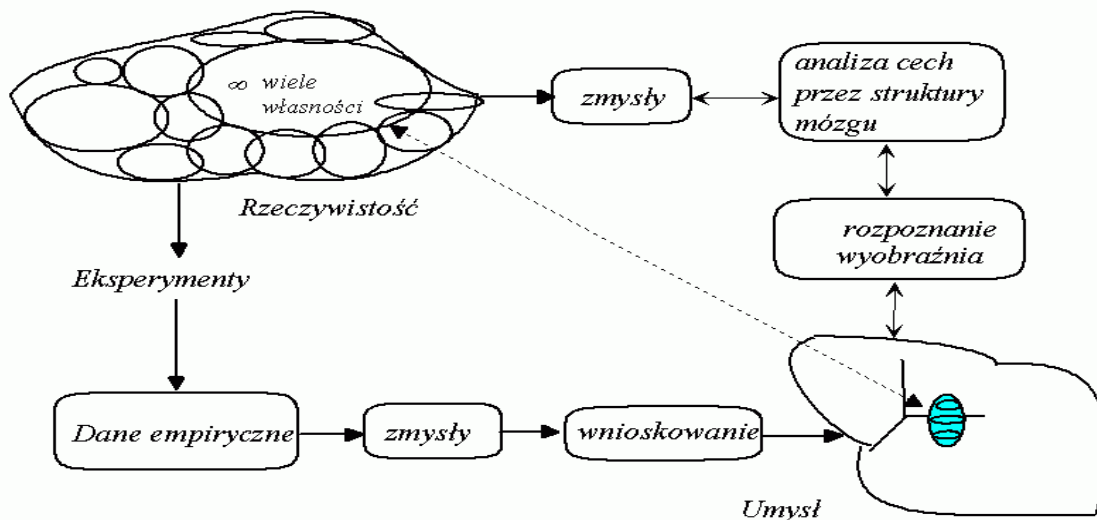 ∞ wiele
własności
zmysły
analiza cech
przez struktury
mózgu
Rzeczywistość
rozpoznanie
wyobraźnia
Eksperymenty
Dane empiryczne
zmysły
wnioskowanie
Umysł